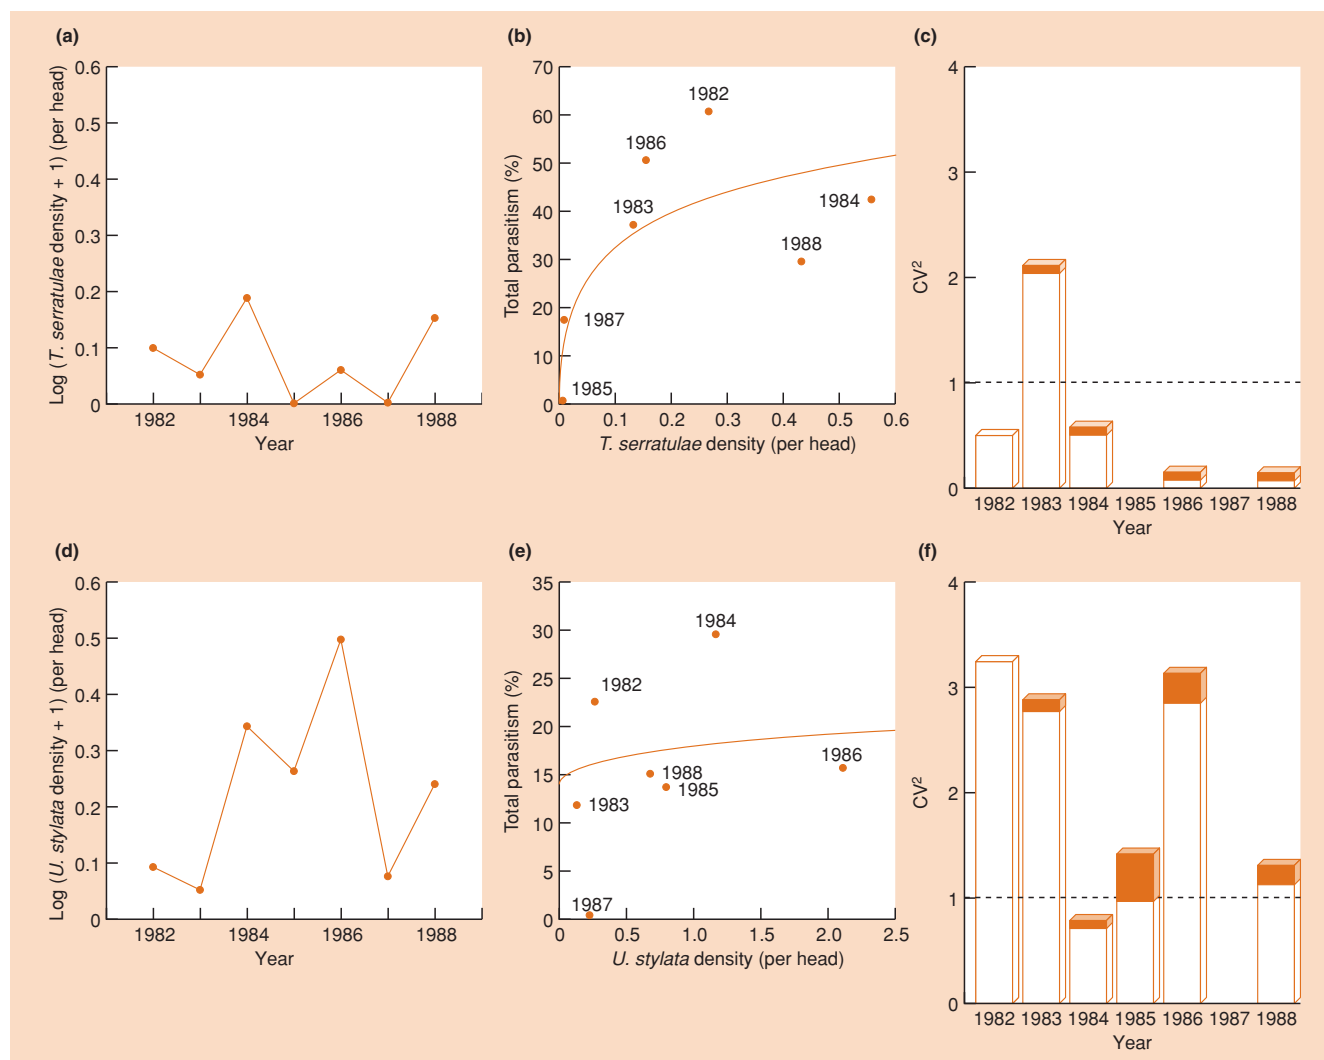 (a)
Log (T. serratulae density + 1) (per head)
0.6
0.5
0.4
0.3
0.2
0.1
0
1982 1984 1986 1988
Year
(b)
Total parasitism (%)
70
60
50
40
30
20
10
0
1982
1986
1983
1984
1988
1987
1985
0 0.1 0.2 0.3 0.4 0.5 0.6
T. serratulae density (per head)
(c)
CV²
4
3
2
1
0
1982 1983 1984 1985 1986 1987 1988
Year
(d)
Log (U. stylata density + 1) (per head)
0.6
0.5
0.4
0.3
0.2
0.1
0
1982 1984 1986 1988
Year
(e)
Total parasitism (%)
35
30
25
20
15
10
5
0
1984
1982
1986
1988
1985
1983
1987
0 0.5 1.0 1.5 2.0 2.5
U. stylata density (per head)
(f)
CV²
4
3
2
1
0
1982 1983 1984 1985 1986 1987 1988
Year